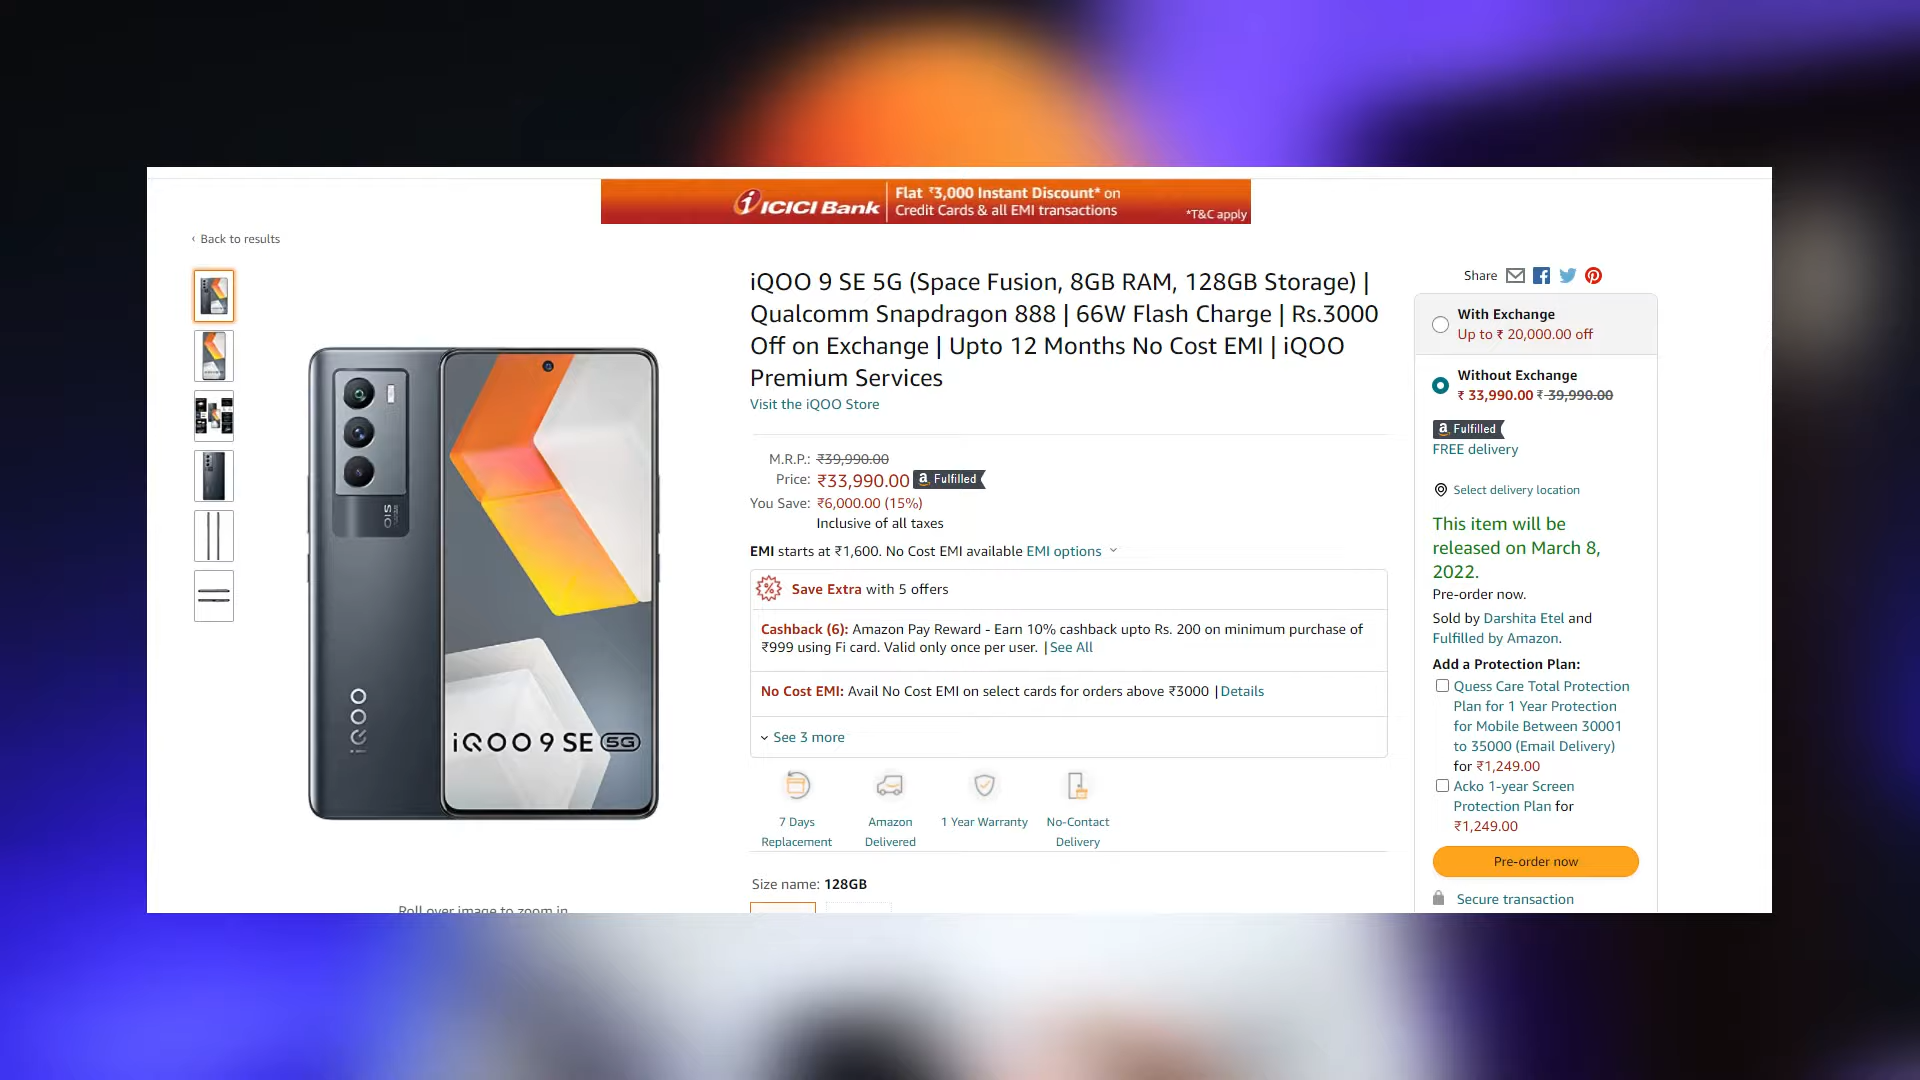 ICICI Bank
Flat ₹3,000 Instant Discount* on
Credit Cards & all EMI transactions
*T&C apply
‹ Back to results
OIS
iQOO
iQOO 9 SE 5G
Roll over image to zoom in
iQOO 9 SE 5G (Space Fusion, 8GB RAM, 128GB Storage) |
Qualcomm Snapdragon 888 | 66W Flash Charge | Rs.3000
Off on Exchange | Upto 12 Months No Cost EMI | iQOO
Premium Services
Visit the iQOO Store
M.R.P.: ₹39,990.00
Price: ₹33,990.00 a Fulfilled
You Save: ₹6,000.00 (15%)
Inclusive of all taxes
EMI starts at ₹1,600. No Cost EMI available EMI options
Save Extra with 5 offers
Cashback (6): Amazon Pay Reward - Earn 10% cashback upto Rs. 200 on minimum purchase of
₹999 using Fi card. Valid only once per user. | See All
No Cost EMI: Avail No Cost EMI on select cards for orders above ₹3000 | Details
See 3 more
7 Days
Replacement
Amazon
Delivered
1 Year Warranty
No-Contact
Delivery
Size name: 128GB
Share
With Exchange
Up to ₹ 20,000.00 off
Without Exchange
₹ 33,990.00 ₹ 39,990.00
a Fulfilled
FREE delivery
Select delivery location
This item will be
released on March 8,
2022.
Pre-order now.
Sold by Darshita Etel and
Fulfilled by Amazon.
Add a Protection Plan:
Quess Care Total Protection
Plan for 1 Year Protection
for Mobile Between 30001
to 35000 (Email Delivery)
for ₹1,249.00
Acko 1-year Screen
Protection Plan for
₹1,249.00
Pre-order now
Secure transaction